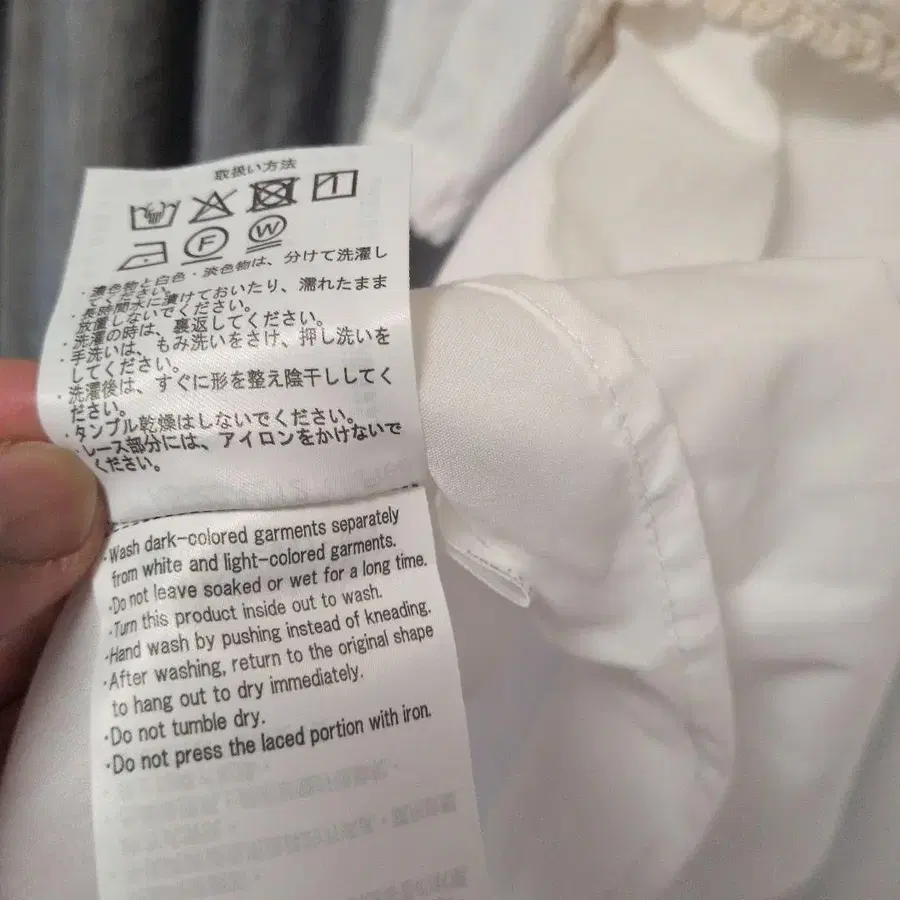 取扱い方法
F
W
・濃色物と白色・淡色物は、分けて洗濯し
てください。
・長時間水に漬けておいたり、濡れたまま
放置しないでください。
・洗濯の時は、裏返してください。
・手洗いは、もみ洗いをさけ、押し洗いを
してください。
・洗濯後は、すぐに形を整え陰干ししてく
ださい。
・タンブル乾燥はしないでください。
・レース部分には、アイロンをかけないで
ください。
・Wash dark-colored garments separately
from white and light-colored garments.
・Do not leave soaked or wet for a long time.
・Turn this product inside out to wash.
・Hand wash by pushing instead of kneading.
・After washing, return to the original shape
to hang out to dry immediately.
・Do not tumble dry.
・Do not press the laced portion with iron.